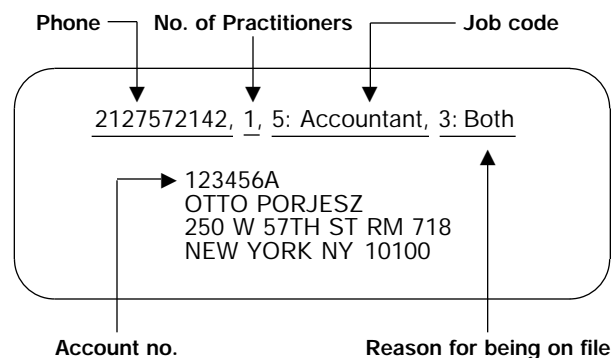 Phone No. of Practitioners Job code
2127572142, 1, 5: Accountant, 3: Both
123456A
OTTO PORJESZ
250 W 57TH ST RM 718
NEW YORK NY 10100
Account no. Reason for being on file